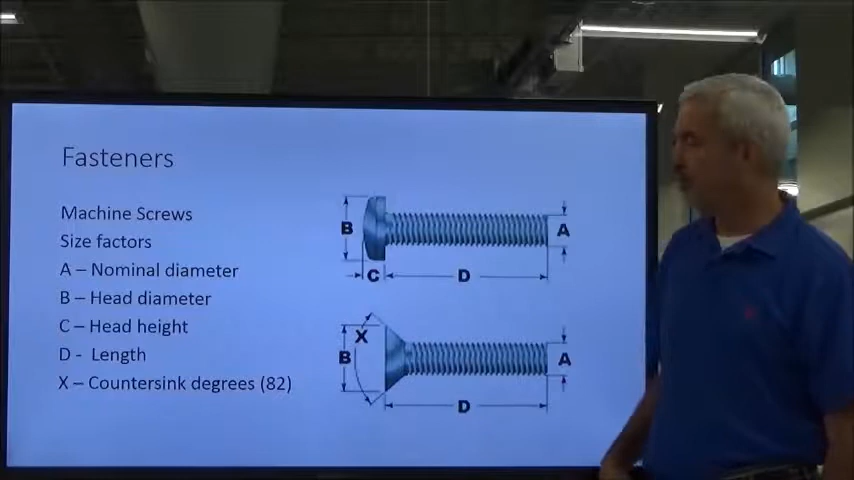 Fasteners
Machine Screws
Size factors
A – Nominal diameter
B – Head diameter
C – Head height
D - Length
X – Countersink degrees (82)
B
A
C
D
X
B
A
D